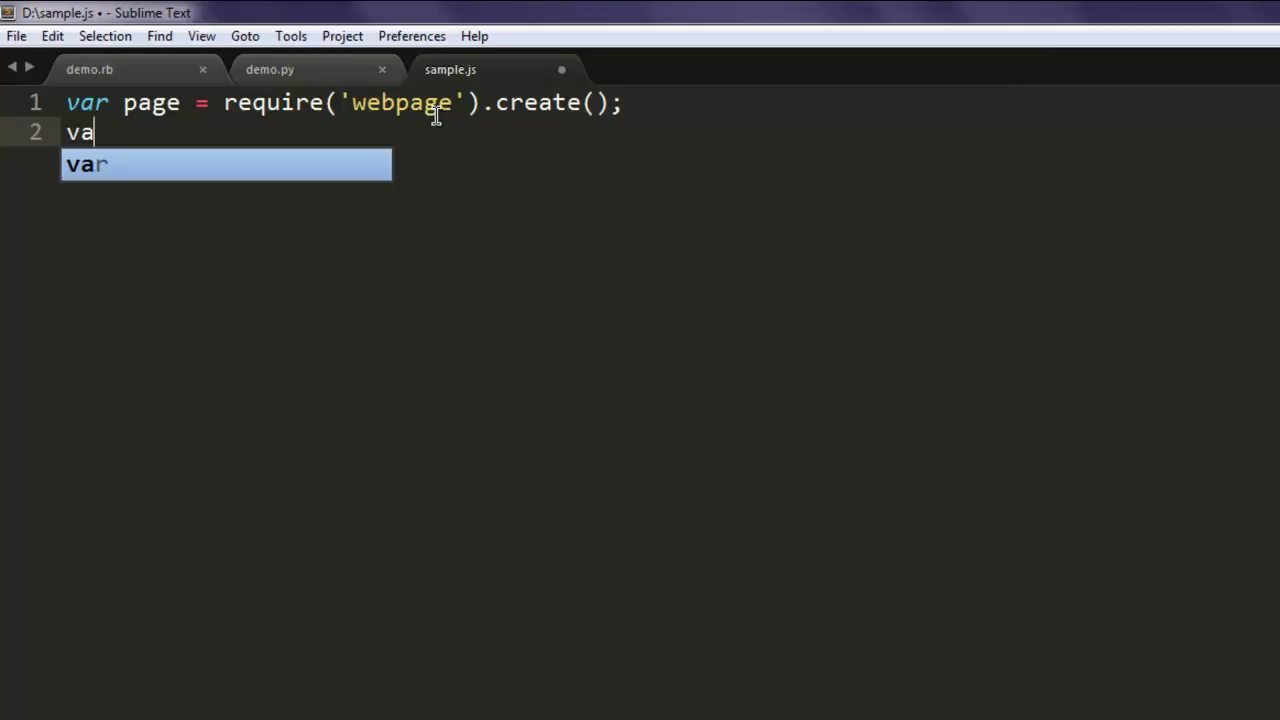 D:\sample.js • - Sublime Text
File Edit Selection Find View Goto Tools Project Preferences Help
demo.rb × demo.py × sample.js
1 var page = require('webpage').create();
2 va
var